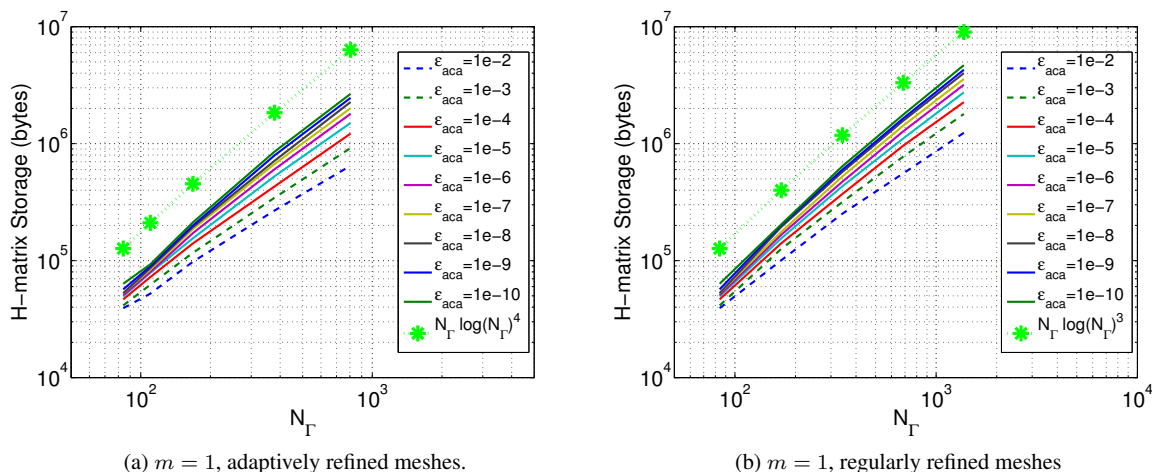 10^7
10^6
10^5
10^4
H−matrix Storage (bytes)
10^2
10^3
N_Γ
ε_aca=1e−2
ε_aca=1e−3
ε_aca=1e−4
ε_aca=1e−5
ε_aca=1e−6
ε_aca=1e−7
ε_aca=1e−8
ε_aca=1e−9
ε_aca=1e−10
N_Γ log(N_Γ)^4
(a) m = 1, adaptively refined meshes.
10^7
10^6
10^5
10^4
H−matrix Storage (bytes)
10^2
10^3
10^4
N_Γ
ε_aca=1e−2
ε_aca=1e−3
ε_aca=1e−4
ε_aca=1e−5
ε_aca=1e−6
ε_aca=1e−7
ε_aca=1e−8
ε_aca=1e−9
ε_aca=1e−10
N_Γ log(N_Γ)^3
(b) m = 1, regularly refined meshes